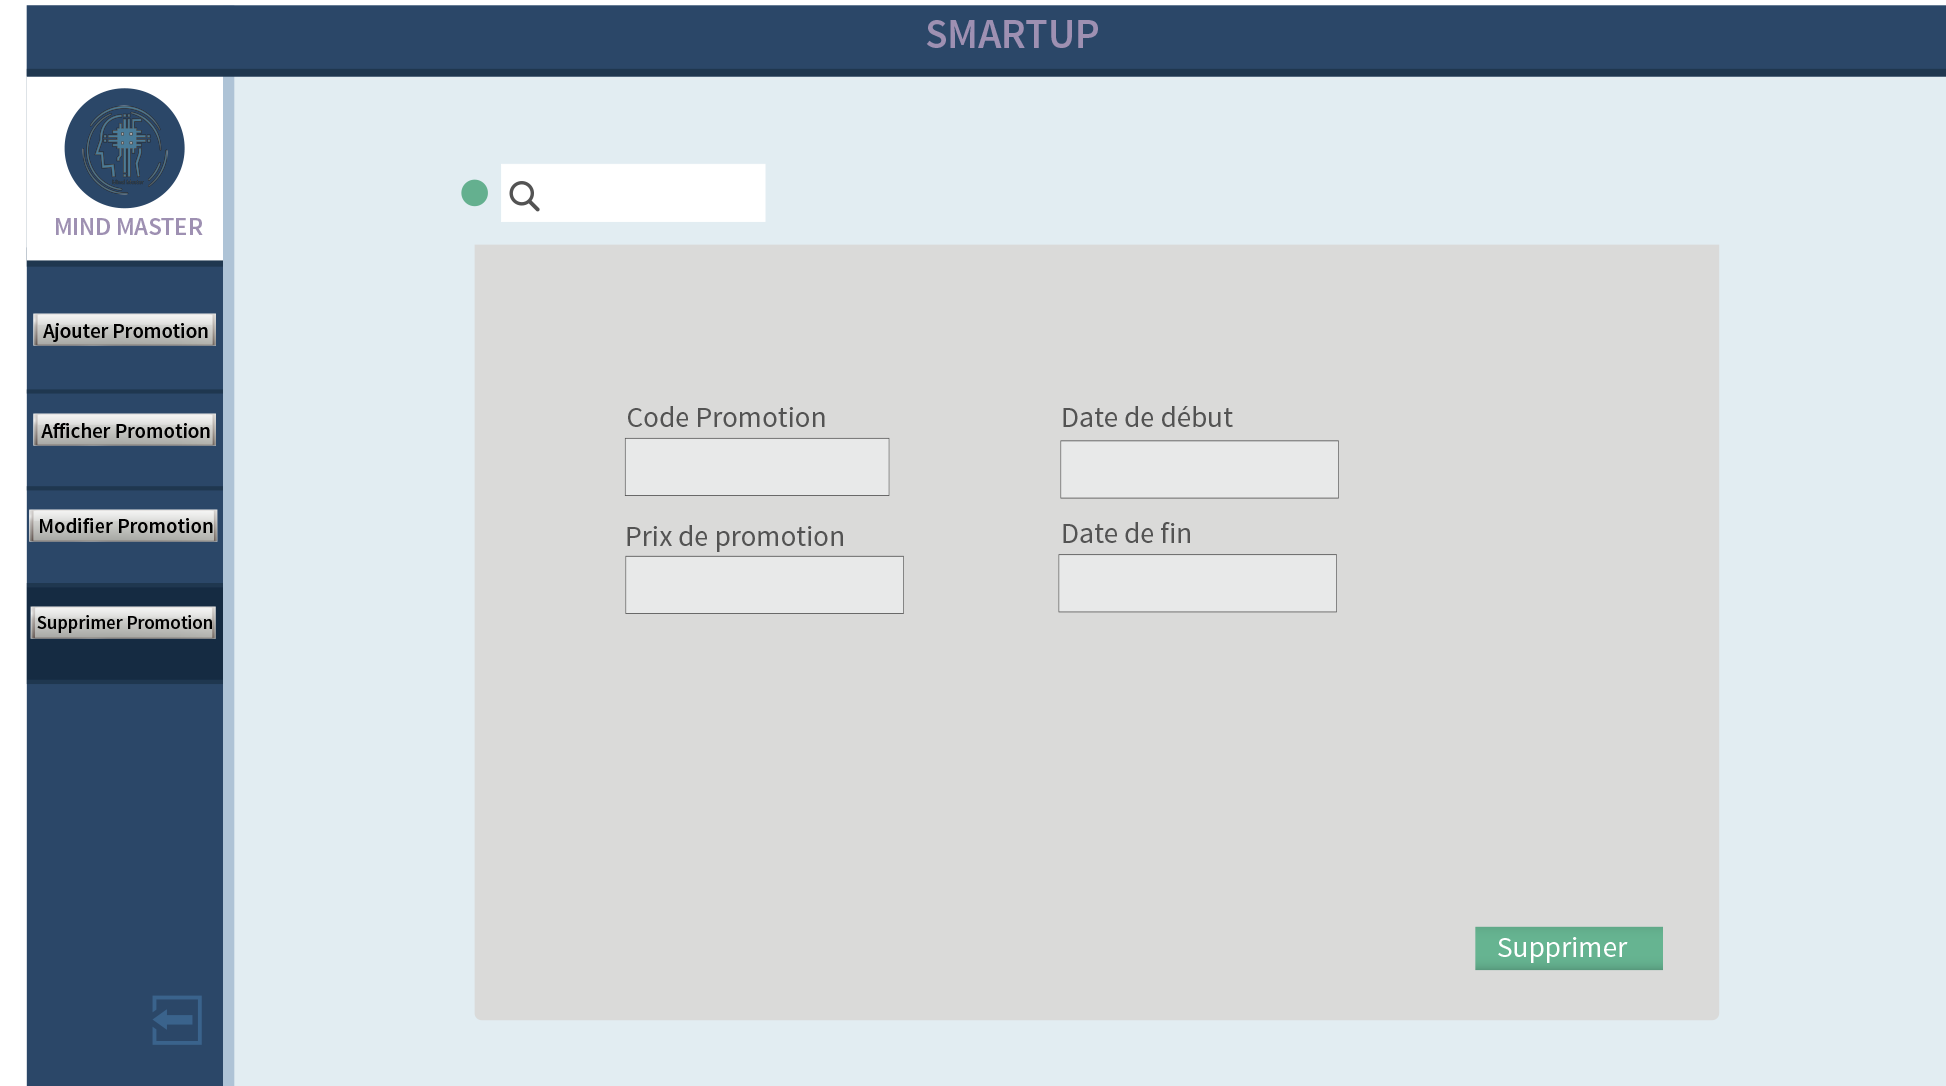 SMARTUP
MIND MASTER
Ajouter Promotion
Afficher Promotion
Modifier Promotion
Supprimer Promotion
Code Promotion
Date de début
Prix de promotion
Date de fin
Supprimer